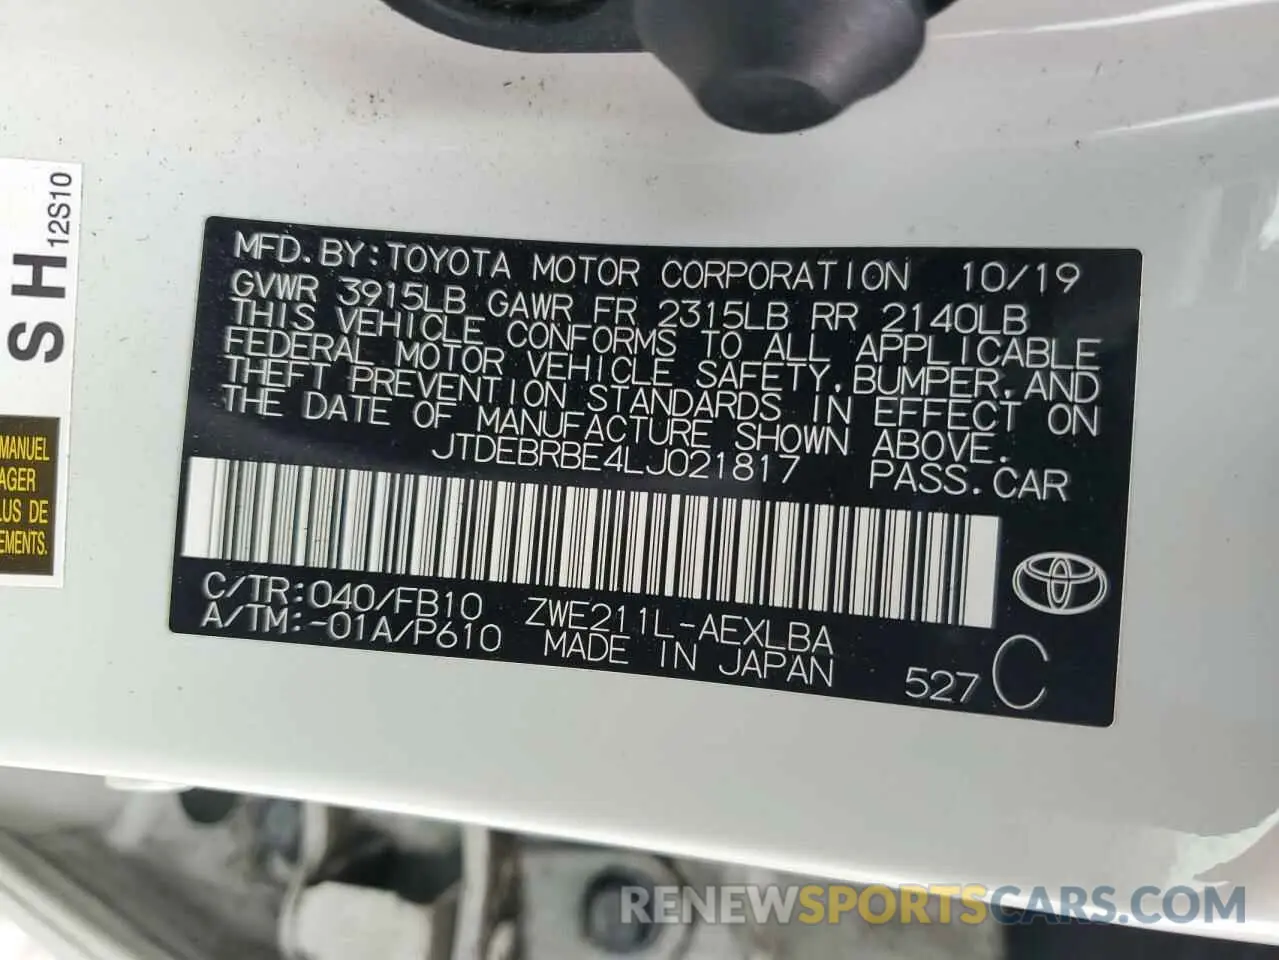 SH 12S10
MANUEL
AGER
LUS DE
EMENTS.
MFD. BY: TOYOTA MOTOR CORPORATION 10/19
GVWR 3915LB GAWR FR 2315LB RR 2140LB
THIS VEHICLE CONFORMS TO ALL APPLICABLE
FEDERAL MOTOR VEHICLE SAFETY, BUMPER, AND
THEFT PREVENTION STANDARDS IN EFFECT ON
THE DATE OF MANUFACTURE SHOWN ABOVE.
JTDEBRBE4LJ021817 PASS. CAR
C/TR: 040/FB10 ZWE211L-AEXLBA
A/TM: -01A/P610 MADE IN JAPAN
527 C
RENEWSPORTSCARS.COM